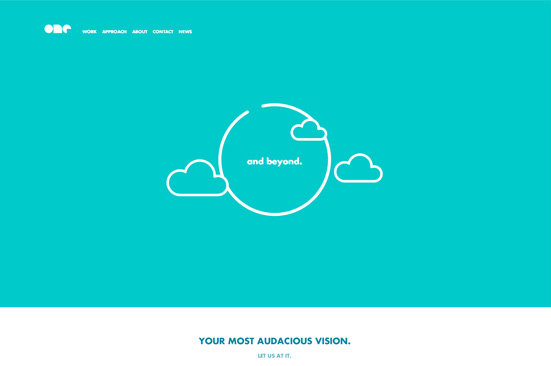 one WORK APPROACH ABOUT CONTACT NEWS
and beyond.
YOUR MOST AUDACIOUS VISION.
LET US AT IT.